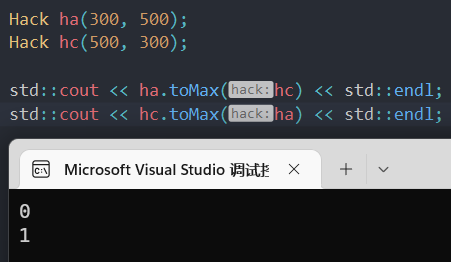 Hack ha(300, 500);
Hack hc(500, 300);
std::cout << ha.toMax(hack:hc) << std::endl;
std::cout << hc.toMax(hack:ha) << std::endl;
Microsoft Visual Studio 调试
0
1